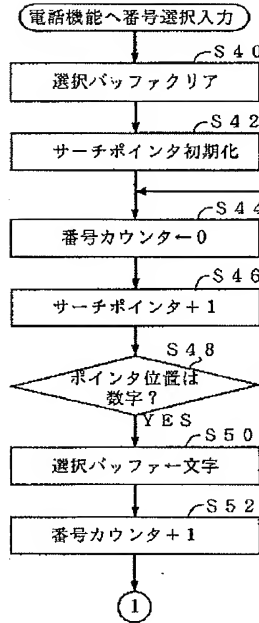 電話機能へ番号選択入力
S40
選択バッファクリア
S42
サーチポインタ初期化
S44
番号カウンタ←0
S46
サーチポインタ+1
S48
ポインタ位置は
数字?
YES
S50
選択バッファ←文字
S52
番号カウンタ+1
1